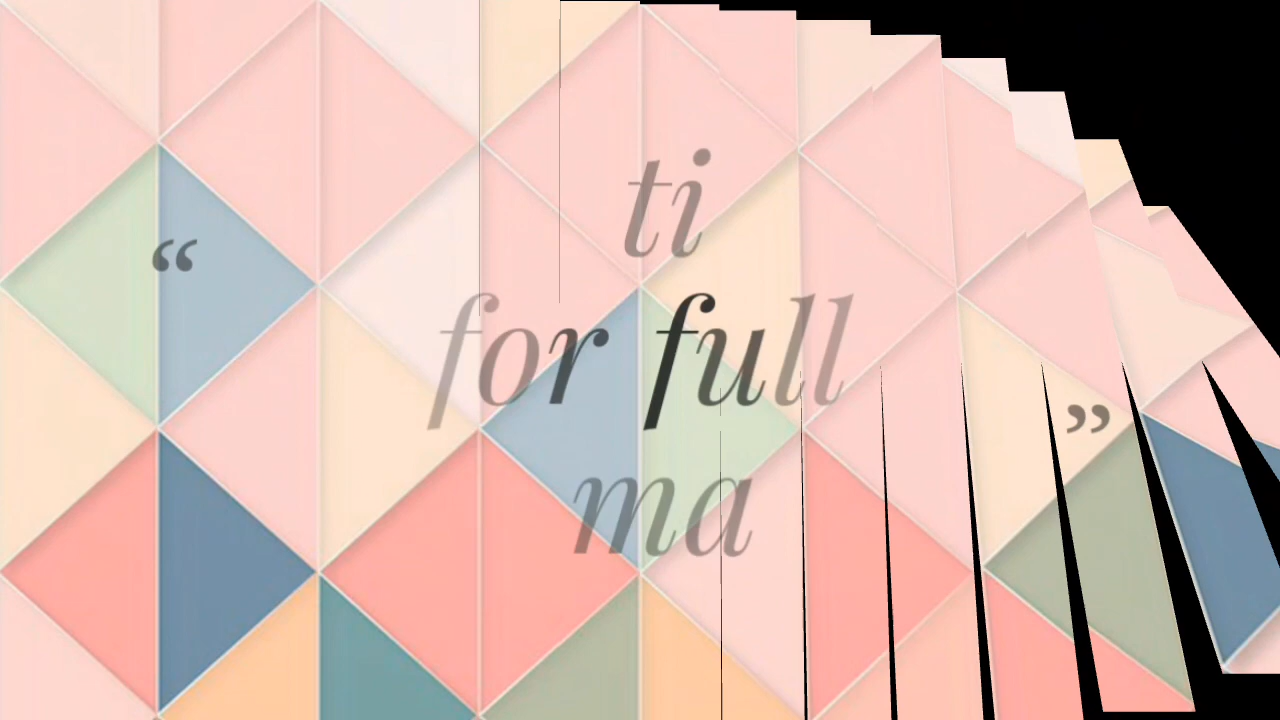 “
ti
for full
ma
”